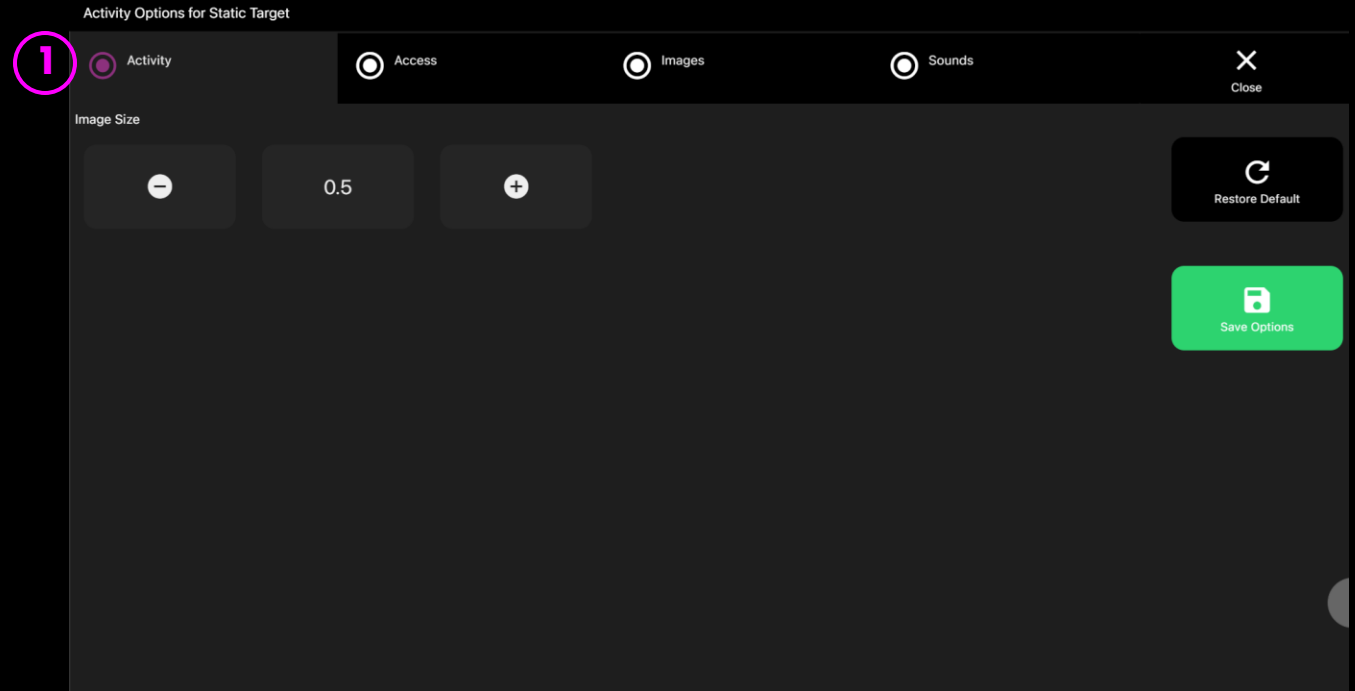 Activity Options for Static Target
1
Activity
Access
Images
Sounds
Close
Image Size
0.5
Restore Default
Save Options